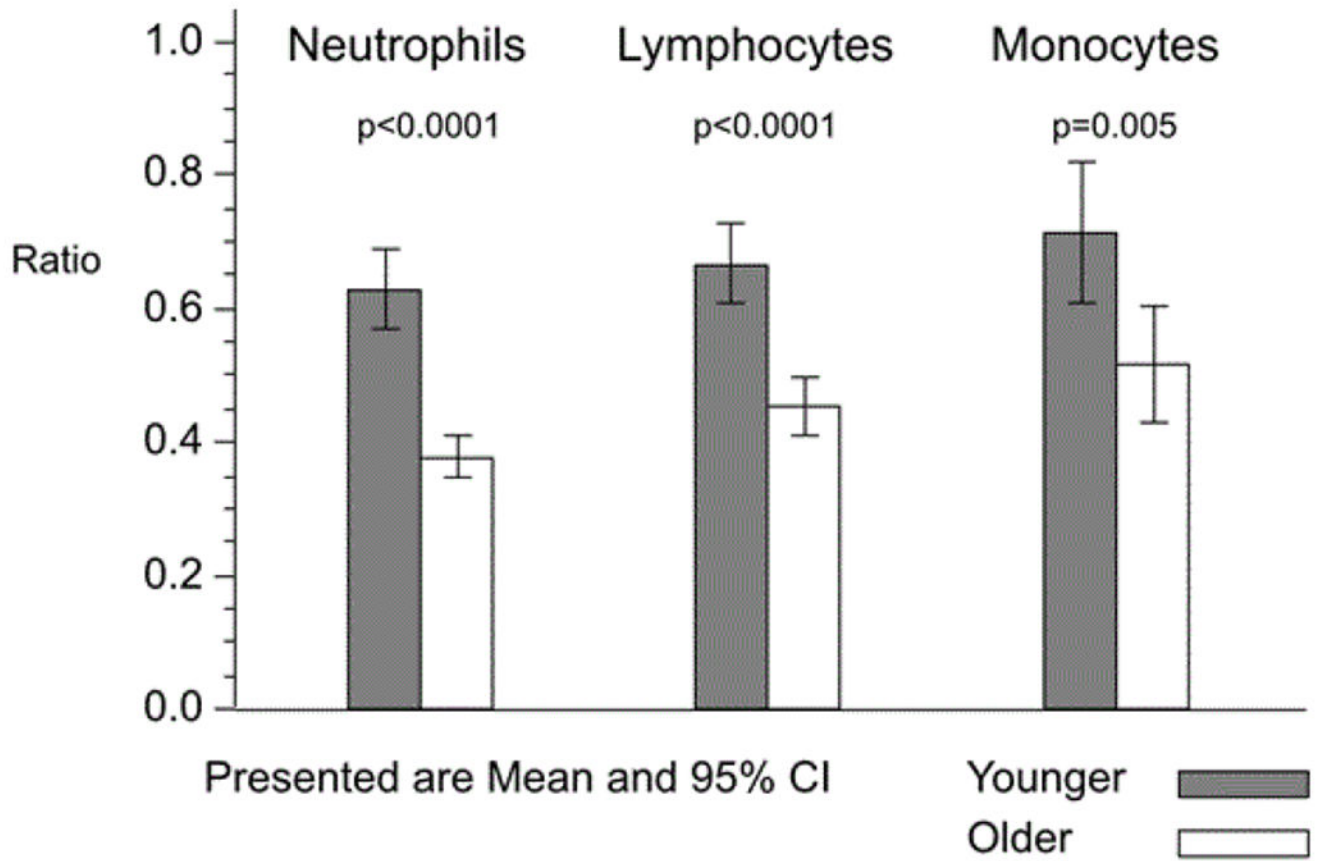 1.0
Neutrophils Lymphocytes Monocytes
p<0.0001 p<0.0001 p=0.005
0.8
Ratio
0.6
0.4
0.2
0.0
Presented are Mean and 95% CI
Younger
Older